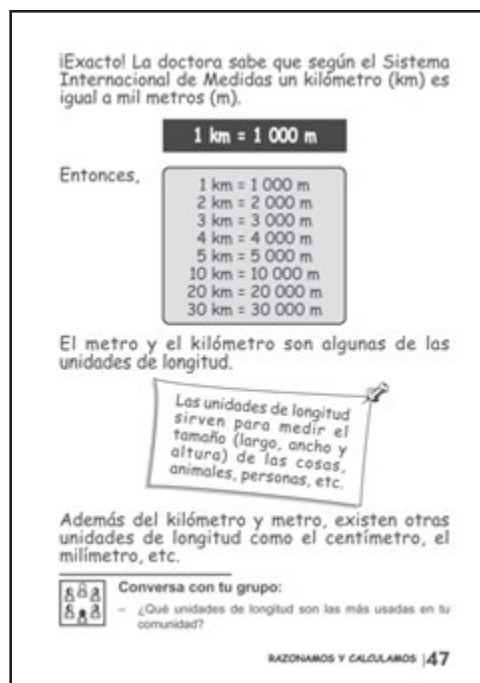 ¡Exacto! La doctora sabe que según el Sistema
Internacional de Medidas un kilómetro (km) es
igual a mil metros (m).
1 km = 1 000 m
Entonces,
1 km = 1 000 m
2 km = 2 000 m
3 km = 3 000 m
4 km = 4 000 m
5 km = 5 000 m
10 km = 10 000 m
20 km = 20 000 m
30 km = 30 000 m
El metro y el kilómetro son algunas de las
unidades de longitud.
Las unidades de longitud
sirven para medir el
tamaño (largo, ancho y
altura) de las cosas,
animales, personas, etc.
Además del kilómetro y metro, existen otras
unidades de longitud como el centímetro, el
milímetro, etc.
Conversa con tu grupo:
– ¿Qué unidades de longitud son las más usadas en tu
comunidad?
RAZONAMOS Y CALCULAMOS |47